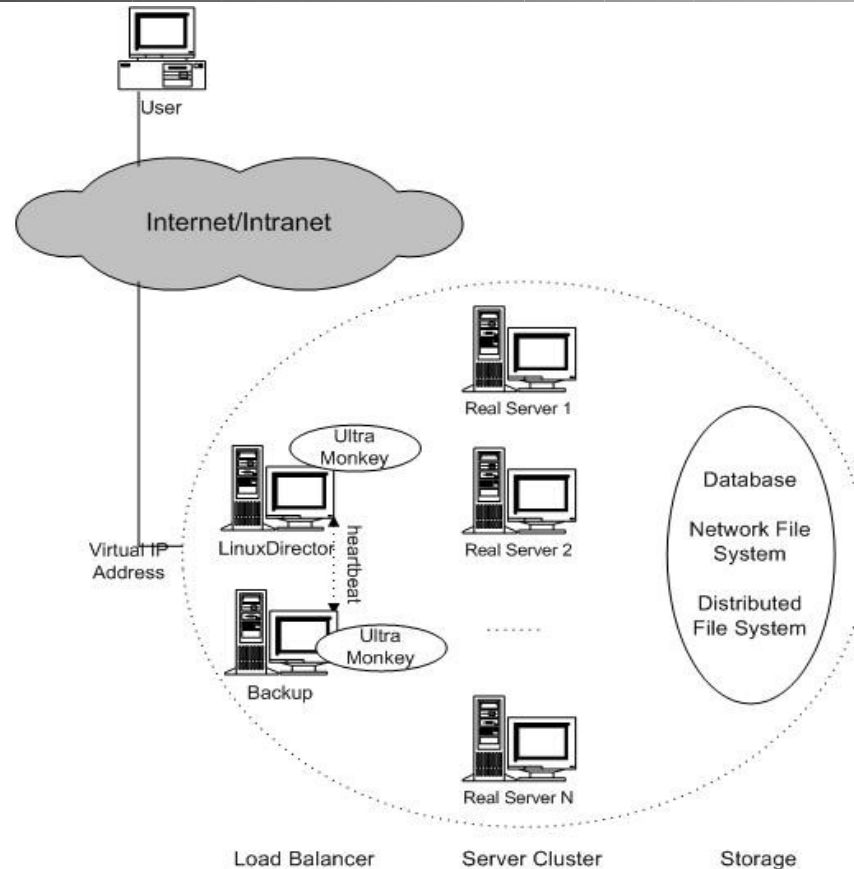 User
Internet/Intranet
Real Server 1
Ultra
Monkey
Virtual IP
Address
LinuxDirector
heartbeat
Real Server 2
Database
Network File
System
Distributed
File System
Ultra
Monkey
Backup
..........
Real Server N
Load Balancer
Server Cluster
Storage